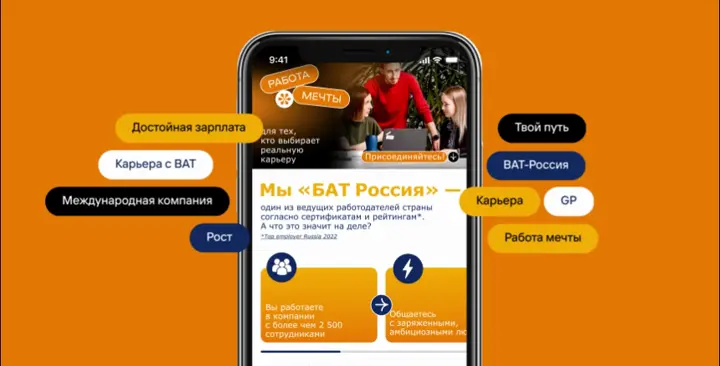 9:41
РАБОТА
МЕЧТЫ
для тех,
кто выбирает
реальную
карьеру
Присоединяйтесь!
Достойная зарплата
Карьера с BAT
Международная компания
Рост
Твой путь
BAT-Россия
Карьера
GP
Работа мечты
Мы «БАТ Россия» —
один из ведущих работодателей страны
согласно сертификатам и рейтингам*.
А что это значит на деле?
*Top employer Russia 2022
Вы работаете
в компании
с более чем 2 500
сотрудниками
Общаетесь
с заряженными,
амбициозными лю